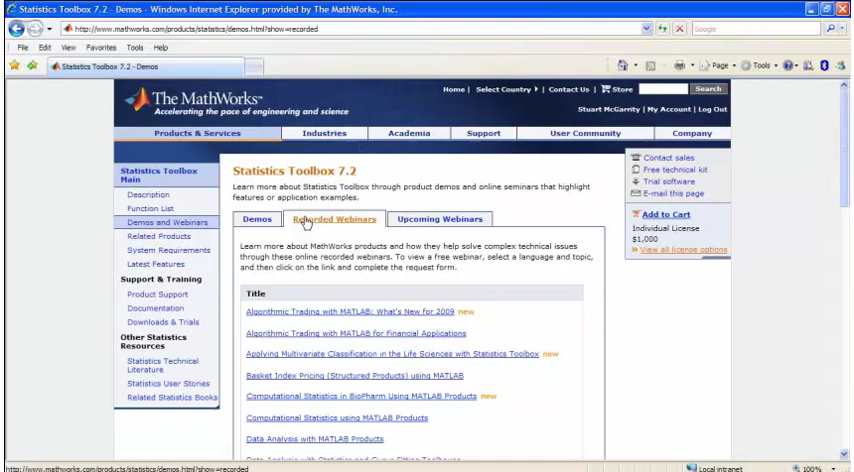 Statistics Toolbox 7.2 - Demos - Windows Internet Explorer provided by The MathWorks, Inc.
http://www.mathworks.com/products/statistics/demos.html?show=recorded
Google
File Edit View Favorites Tools Help
Statistics Toolbox 7.2 - Demos
Page Tools
The MathWorks™
Accelerating the pace of engineering and science
Home | Select Country | Contact Us | Store Search
Stuart McGarrity | My Account | Log Out
Products & Services Industries Academia Support User Community Company
Statistics Toolbox
Main
Description
Function List
Demos and Webinars
Related Products
System Requirements
Latest Features
Support & Training
Product Support
Documentation
Downloads & Trials
Other Statistics
Resources
Statistics Technical
Literature
Statistics User Stories
Related Statistics Books
Statistics Toolbox 7.2
Learn more about Statistics Toolbox through product demos and online seminars that highlight
features or application examples.
Demos Recorded Webinars Upcoming Webinars
Learn more about MathWorks products and how they help solve complex technical issues
through these online recorded webinars. To view a free webinar, select a language and topic,
and then click on the link and complete the request form.
Title
Algorithmic Trading with MATLAB: What's New for 2009 new
Algorithmic Trading with MATLAB for Financial Applications
Applying Multivariate Classification in the Life Sciences with Statistics Toolbox new
Basket Index Pricing (Structured Products) using MATLAB
Computational Statistics in BioPharm Using MATLAB Products new
Computational Statistics using MATLAB Products
Data Analysis with MATLAB Products
Data Analysis with Statistics and Curve Fitting Toolboxes
Contact sales
Free technical kit
Trial software
E-mail this page
Add to Cart
Individual License
$1,000
» View all license options
http://www.mathworks.com/products/statistics/demos.html?show=recorded
Local intranet
100%